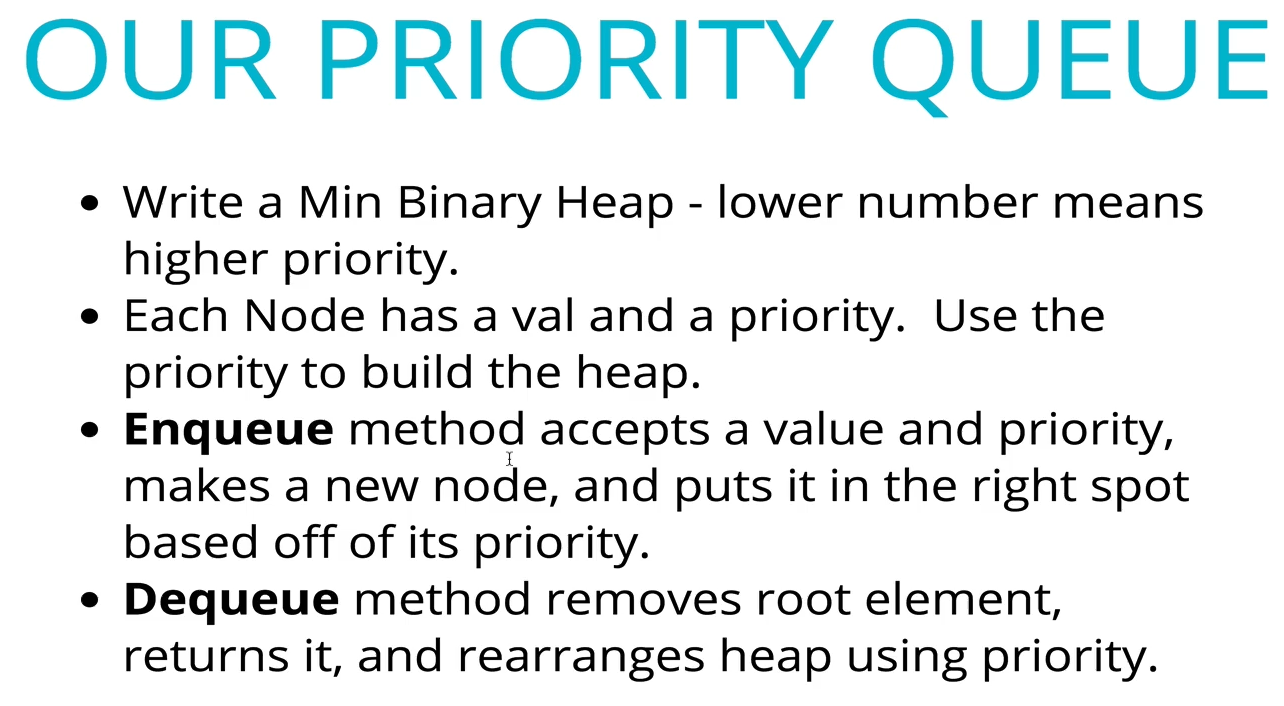 OUR PRIORITY QUEUE
• Write a Min Binary Heap - lower number means
higher priority.
• Each Node has a val and a priority.  Use the
priority to build the heap.
• Enqueue method accepts a value and priority,
makes a new node, and puts it in the right spot
based off of its priority.
• Dequeue method removes root element,
returns it, and rearranges heap using priority.